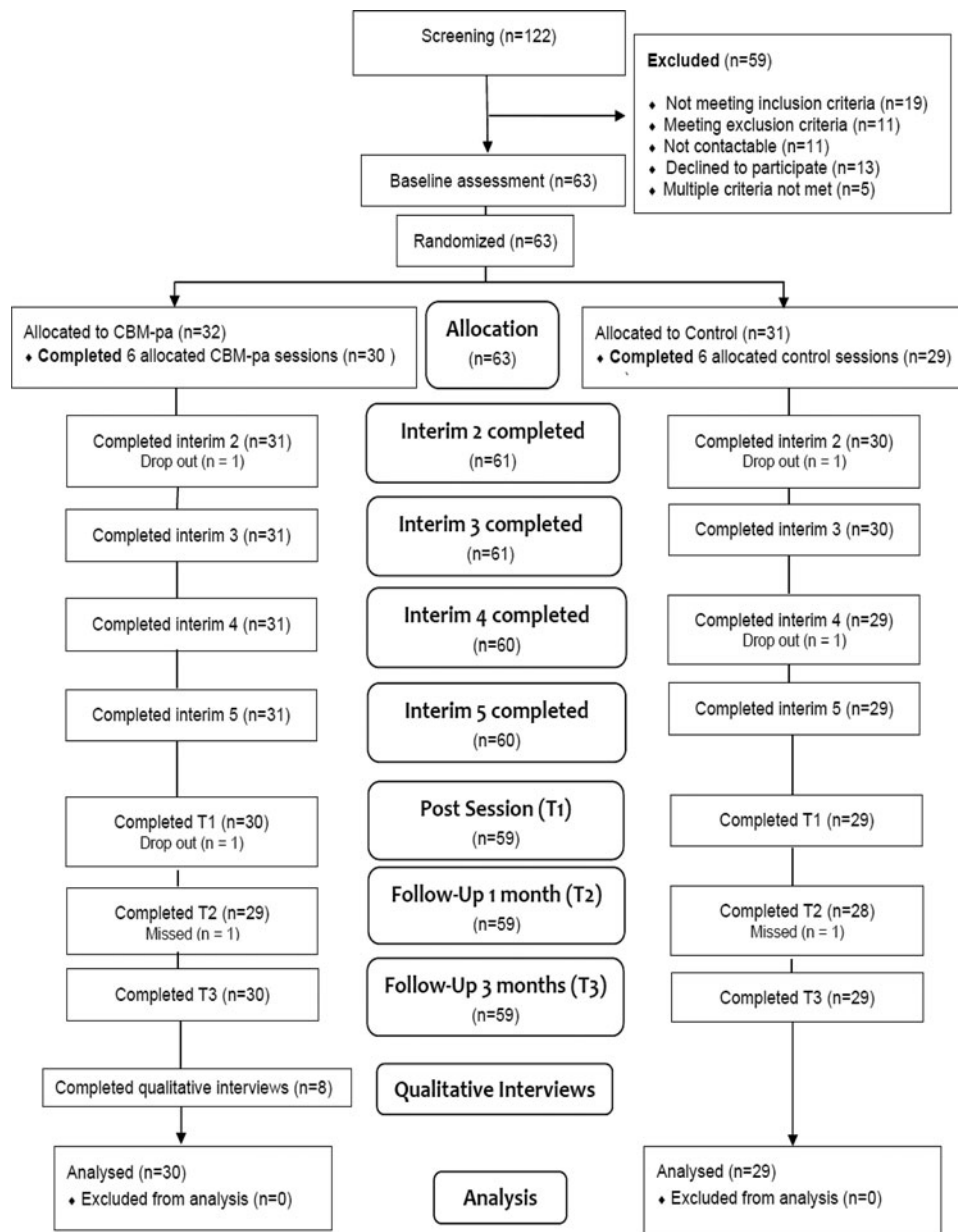 Screening (n=122)
Excluded (n=59)
♦ Not meeting inclusion criteria (n=19)
♦ Meeting exclusion criteria (n=11)
♦ Not contactable (n=11)
♦ Declined to participate (n=13)
♦ Multiple criteria not met (n=5)
Baseline assessment (n=63)
Randomized (n=63)
Allocated to CBM-pa (n=32)
♦ Completed 6 allocated CBM-pa sessions (n=30 )
Allocation
(n=63)
Allocated to Control (n=31)
♦ Completed 6 allocated control sessions (n=29)
Completed interim 2 (n=31)
Drop out (n = 1)
Interim 2 completed
(n=61)
Completed interim 2 (n=30)
Drop out (n = 1)
Completed interim 3 (n=31)
Interim 3 completed
(n=61)
Completed interim 3 (n=30)
Completed interim 4 (n=31)
Interim 4 completed
(n=60)
Completed interim 4 (n=29)
Drop out (n = 1)
Completed interim 5 (n=31)
Interim 5 completed
(n=60)
Completed interim 5 (n=29)
Completed T1 (n=30)
Drop out (n = 1)
Post Session (T1)
(n=59)
Completed T1 (n=29)
Completed T2 (n=29)
Missed (n = 1)
Follow-Up 1 month (T2)
(n=59)
Completed T2 (n=28)
Missed (n = 1)
Completed T3 (n=30)
Follow-Up 3 months (T3)
(n=59)
Completed T3 (n=29)
Completed qualitative interviews (n=8)
Qualitative Interviews
Analysed (n=30)
♦ Excluded from analysis (n=0)
Analysis
Analysed (n=29)
♦ Excluded from analysis (n=0)